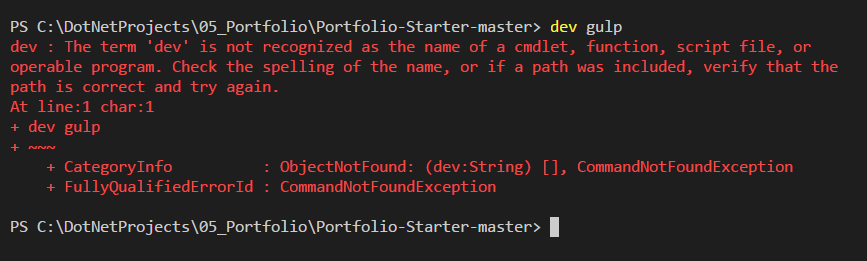 PS C:\DotNetProjects\05_Portfolio\Portfolio-Starter-master> dev gulp
dev : The term 'dev' is not recognized as the name of a cmdlet, function, script file, or
operable program. Check the spelling of the name, or if a path was included, verify that the
path is correct and try again.
At line:1 char:1
+ dev gulp
+ ~~~
    + CategoryInfo          : ObjectNotFound: (dev:String) [], CommandNotFoundException
    + FullyQualifiedErrorId : CommandNotFoundException
PS C:\DotNetProjects\05_Portfolio\Portfolio-Starter-master>